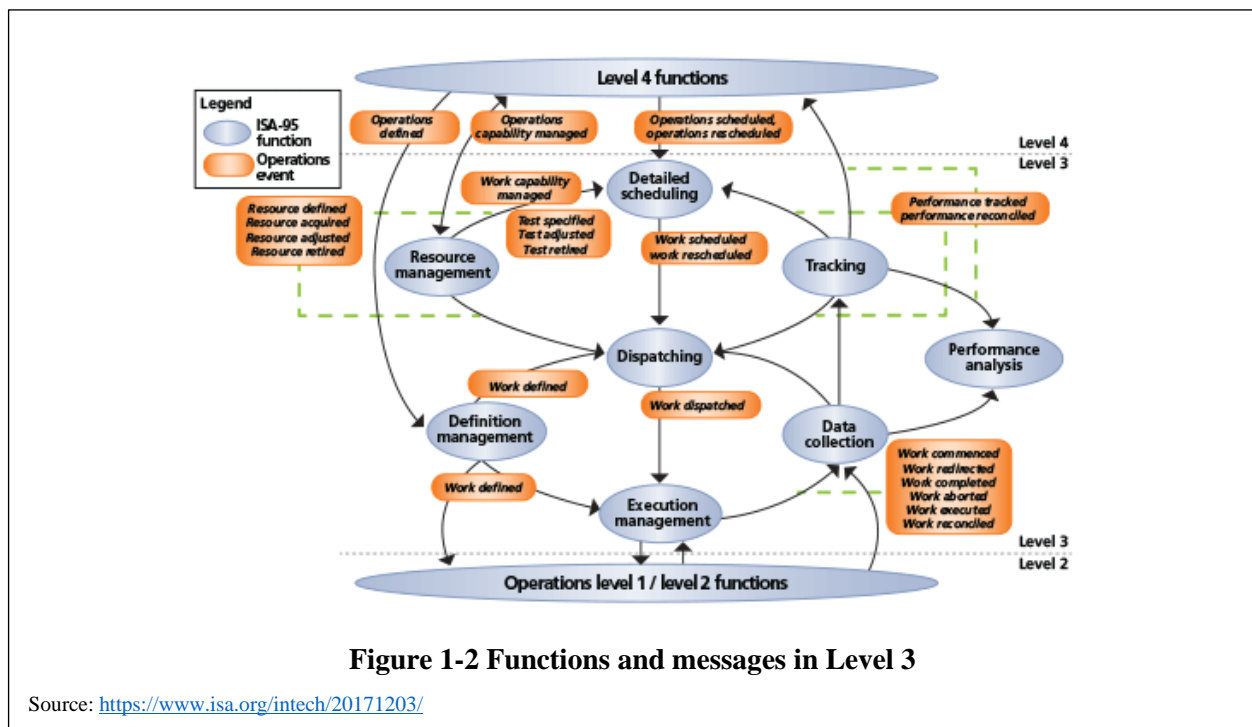 Level 4 functions
Legend
ISA-95
function
Operations
event
Operations
defined
Operations
capability managed
Operations scheduled,
operations rescheduled
Level 4
Level 3
Detailed
scheduling
Work capability
managed
Resource defined
Resource acquired
Resource adjusted
Resource retired
Test specified
Test adjusted
Test retired
Performance tracked
performance reconciled
Resource
management
Work scheduled
work rescheduled
Tracking
Dispatching
Performance
analysis
Work defined
Work dispatched
Definition
management
Data
collection
Work defined
Work commenced
Work redirected
Work completed
Work aborted
Work executed
Work reconciled
Execution
management
Level 3
Level 2
Operations level 1 / level 2 functions
Figure 1-2 Functions and messages in Level 3
Source: https://www.isa.org/intech/20171203/